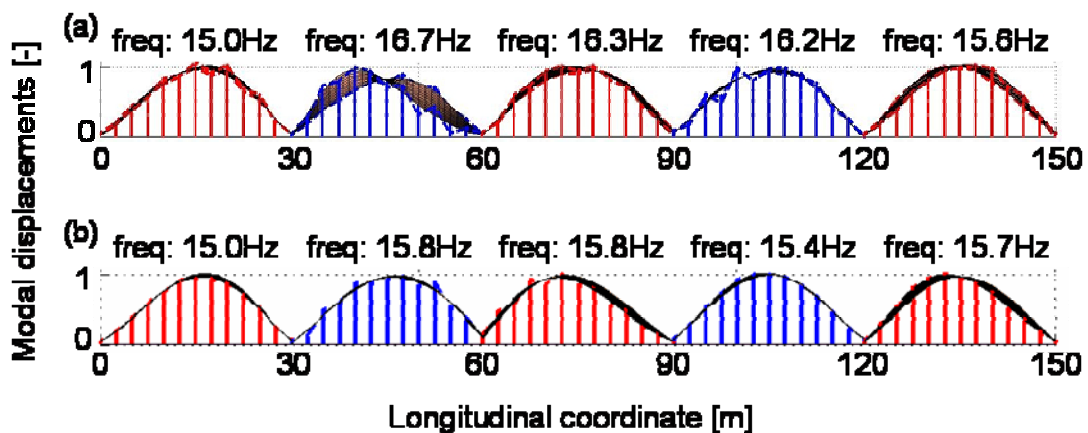 (a)
freq: 15.0Hz freq: 16.7Hz freq: 16.3Hz freq: 16.2Hz freq: 15.6Hz
1
0
0 30 60 90 120 150
(b)
freq: 15.0Hz freq: 15.8Hz freq: 15.8Hz freq: 15.4Hz freq: 15.7Hz
1
0
0 30 60 90 120 150
Modal displacements [-]
Longitudinal coordinate [m]